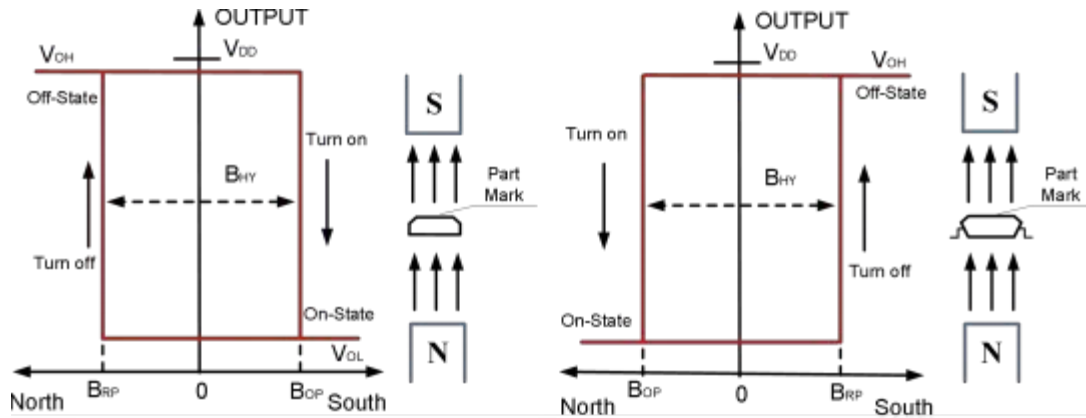 OUTPUT
VOH
VDD
Off-State
Turn on
BHY
Turn off
On-State
VOL
BRP
0
BOP
North
South
S
Part
Mark
N
OUTPUT
VDD
VOH
Off-State
Turn on
BHY
Turn off
On-State
BOP
0
BRP
North
South
S
Part
Mark
N